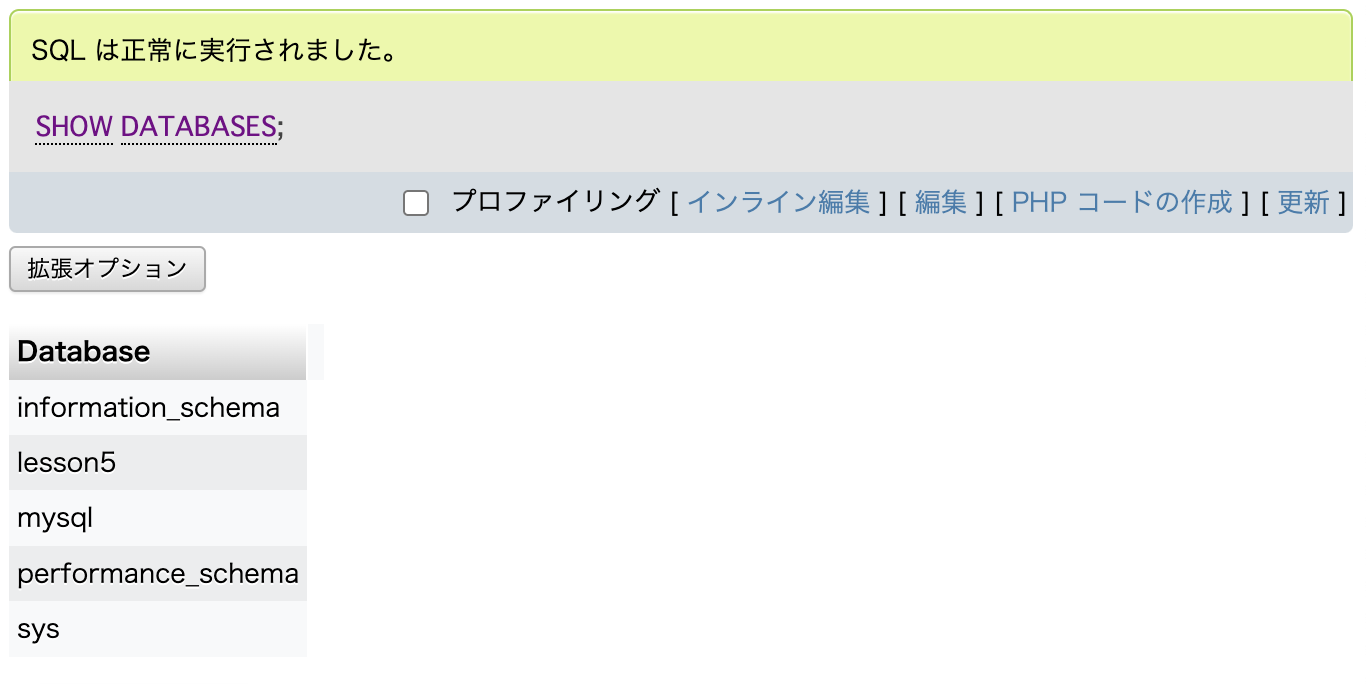 SQL は正常に実行されました。
SHOW DATABASES;
プロファイリング [ インライン編集 ] [ 編集 ] [ PHP コードの作成 ] [ 更新 ]
拡張オプション
Database
information_schema
lesson5
mysql
performance_schema
sys